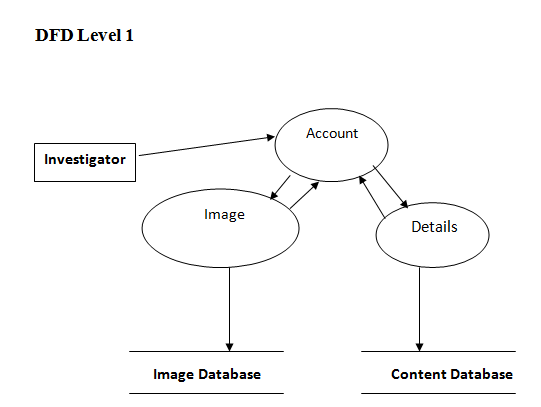 DFD Level 1
Account
Investigator
Image
Details
Image Database
Content Database